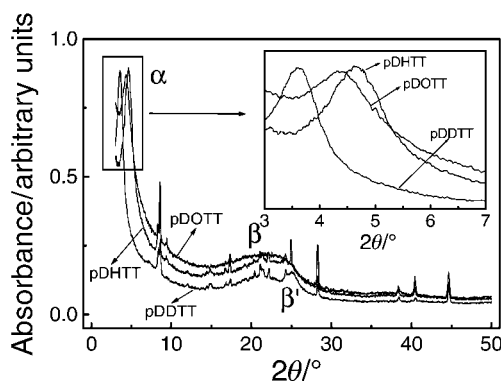 Absorbance/arbitrary units
1.0
0.5
0.0
α
pDHTT
pDOTT
pDDTT
3 4 5 6 7
2θ/°
pDOTT
β
pDHTT
β'
pDDTT
0 10 20 30 40 50
2θ/°